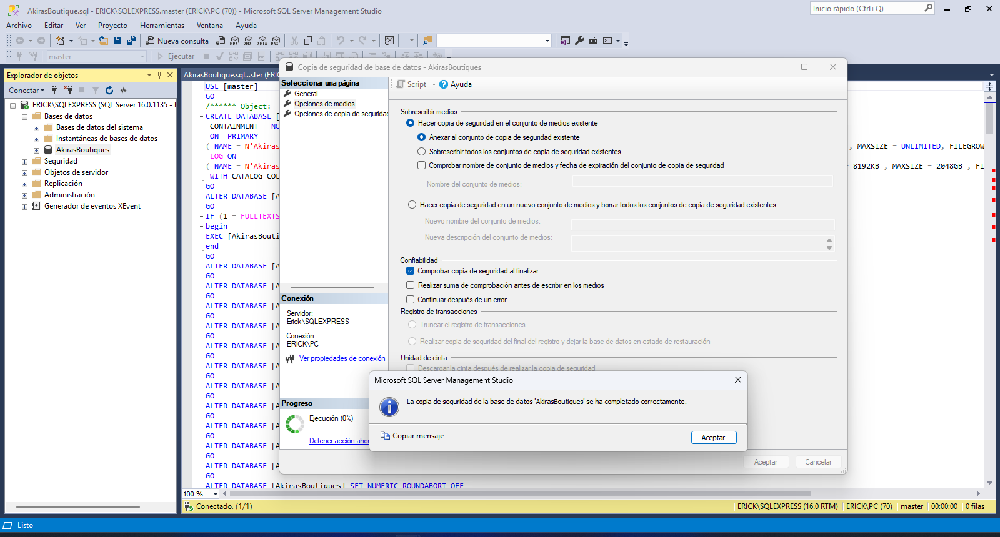 AkirasBoutique.sql - ERICK\SQLEXPRESS.master (ERICK\PC (70)) - Microsoft SQL Server Management Studio
Inicio rápido (Ctrl+Q)
Archivo Editar Ver Proyecto Herramientas Ventana Ayuda
Nueva consulta MDX DMX XMLA DAX
master Ejecutar
Explorador de objetos
Conectar
ERICK\SQLEXPRESS (SQL Server 16.0.1135 - I
Bases de datos
Bases de datos del sistema
Instantáneas de bases de datos
AkirasBoutiques
Seguridad
Objetos de servidor
Replicación
Administración
Generador de eventos XEvent
AkirasBoutique.sql...ster (ERIC
USE [master]
GO
/****** Object:
CREATE DATABASE [
CONTAINMENT = NO
ON PRIMARY
( NAME = N'Akiras
, MAXSIZE = UNLIMITED, FILEGROW
LOG ON
( NAME = N'Akiras
= 8192KB , MAXSIZE = 2048GB , FI
WITH CATALOG_COL
GO
ALTER DATABASE [A
GO
IF (1 = FULLTEXTS
begin
EXEC [AkirasBouti
end
GO
ALTER DATABASE [A
GO
ALTER DATABASE [A
GO
ALTER DATABASE [A
GO
ALTER DATABASE [A
GO
ALTER DATABASE [A
GO
ALTER DATABASE [A
GO
ALTER DATABASE [A
GO
ALTER DATABASE [A
GO
ALTER DATABASE [A
GO
ALTER DATABASE [A
GO
ALTER DATABASE [A
GO
ALTER DATABASE [AkirasBoutiques] SET NUMERIC_ROUNDABORT OFF
Copia de seguridad de base de datos - AkirasBoutiques
Seleccionar una página
General
Opciones de medios
Opciones de copia de seguridad
Script Ayuda
Sobrescribir medios
Hacer copia de seguridad en el conjunto de medios existente
Anexar al conjunto de copia de seguridad existente
Sobrescribir todos los conjuntos de copia de seguridad existentes
Comprobar nombre de conjunto de medios y fecha de expiración del conjunto de copia de seguridad
Nombre del conjunto de medios:
Hacer copia de seguridad en un nuevo conjunto de medios y borrar todos los conjuntos de copia de seguridad existentes
Nuevo nombre del conjunto de medios:
Nueva descripción del conjunto de medios:
Confiabilidad
Comprobar copia de seguridad al finalizar
Realizar suma de comprobación antes de escribir en los medios
Continuar después de un error
Registro de transacciones
Truncar el registro de transacciones
Realizar copia de seguridad del final del registro y dejar la base de datos en estado de restauración
Unidad de cinta
Descargar la cinta después de realizar la copia de seguridad
Conexión
Servidor:
Erick\SQLEXPRESS
Conexión:
ERICK\PC
Ver propiedades de conexión
Progreso
Ejecución (0%)
Detener acción ahor
Microsoft SQL Server Management Studio
La copia de seguridad de la base de datos 'AkirasBoutiques' se ha completado correctamente.
Copiar mensaje
Aceptar
Aceptar Cancelar
100 %
Conectado. (1/1)
ERICK\SQLEXPRESS (16.0 RTM) ERICK\PC (70) master 00:00:00 0 filas
Listo